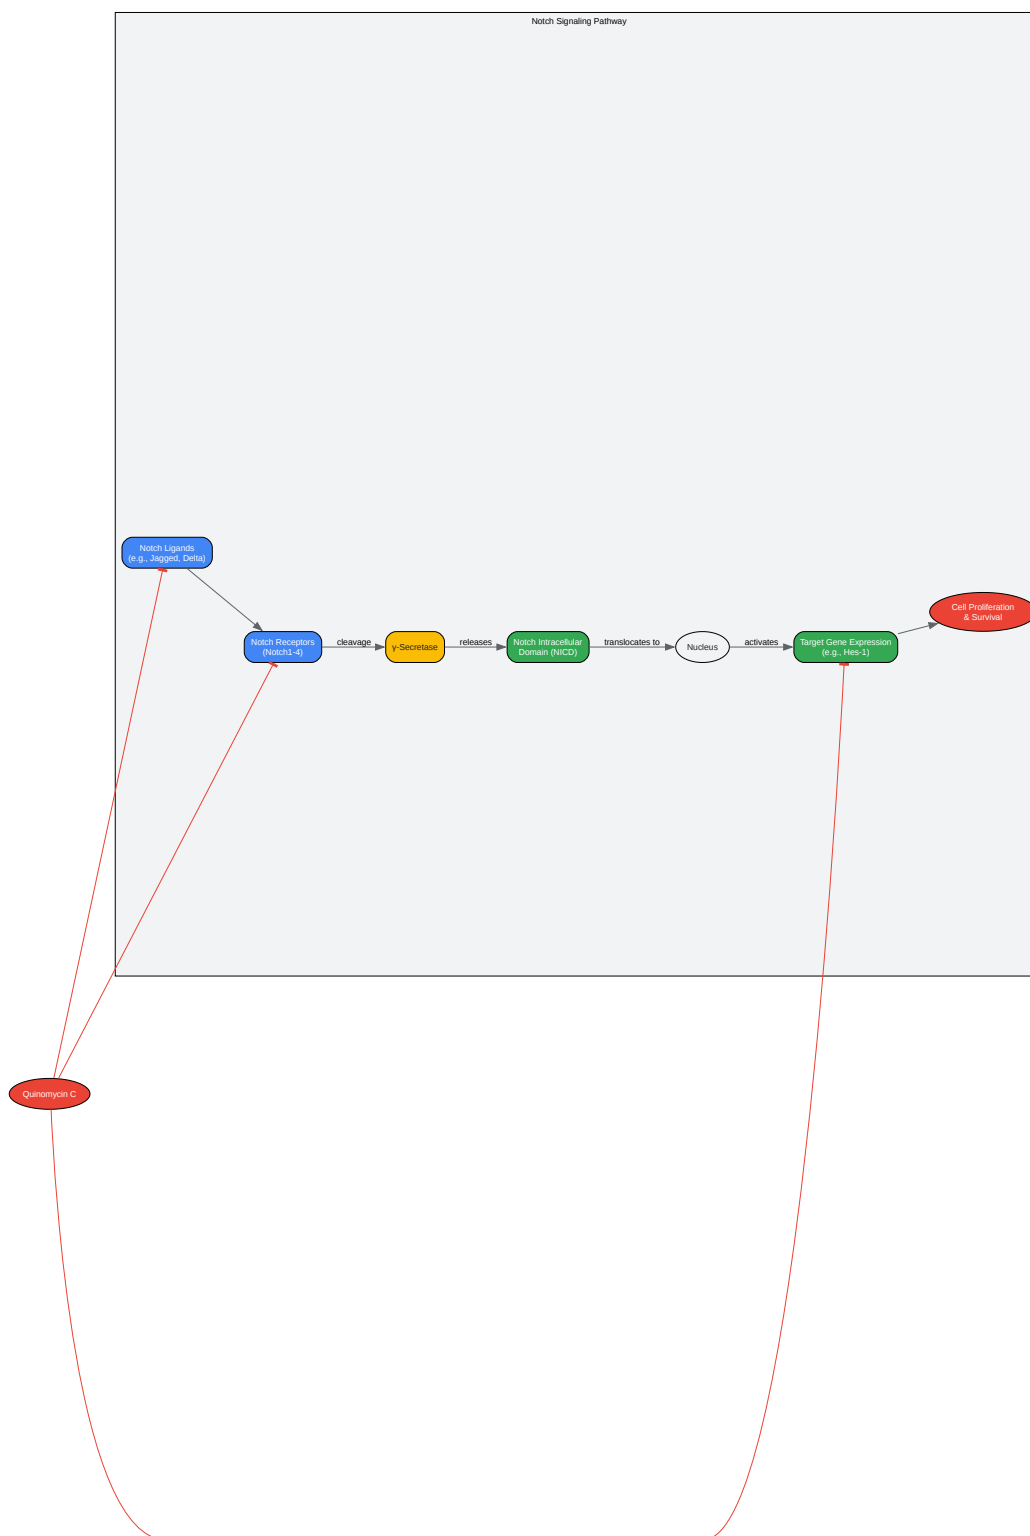 Notch Signaling Pathway
Notch Ligands
(e.g., Jagged, Delta)
Cell Proliferation
& Survival
Notch Receptors
(Notch1-4)
cleavage
γ-Secretase
releases
Notch Intracellular
Domain (NICD)
translocates to
Nucleus
activates
Target Gene Expression
(e.g., Hes-1)
Quinomycin C